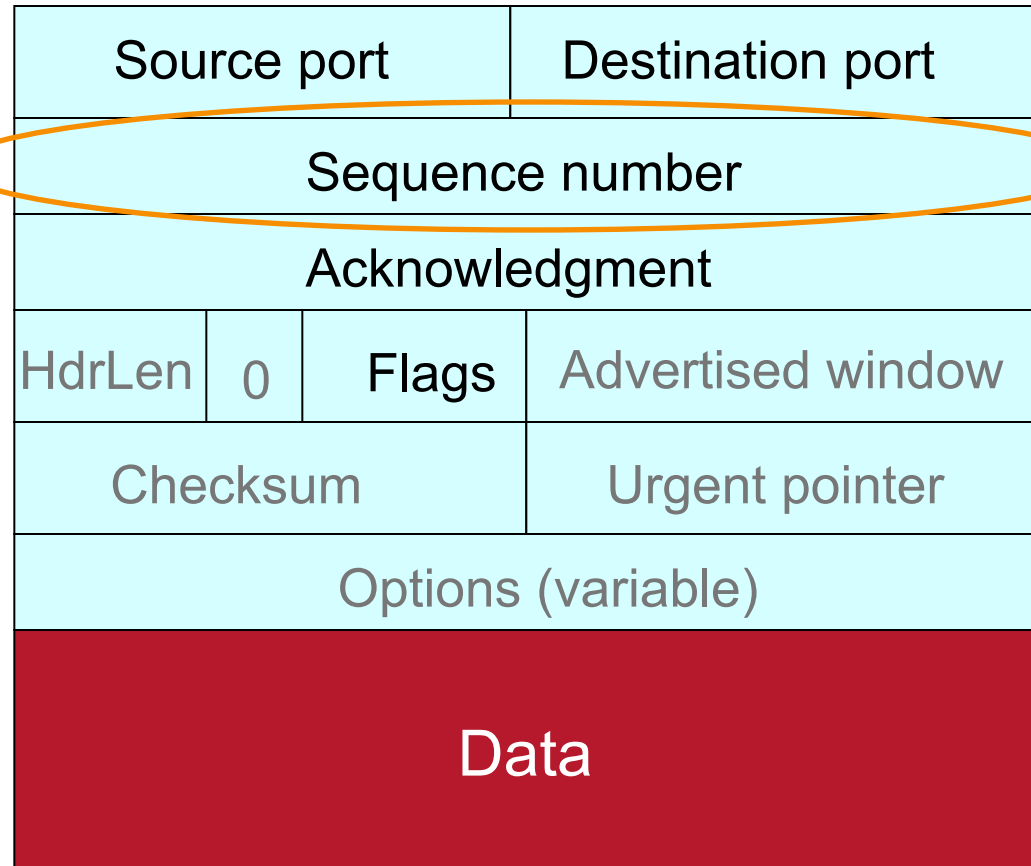 Source port Destination port
Sequence number
Acknowledgment
HdrLen 0 Flags Advertised window
Checksum Urgent pointer
Options (variable)
Data